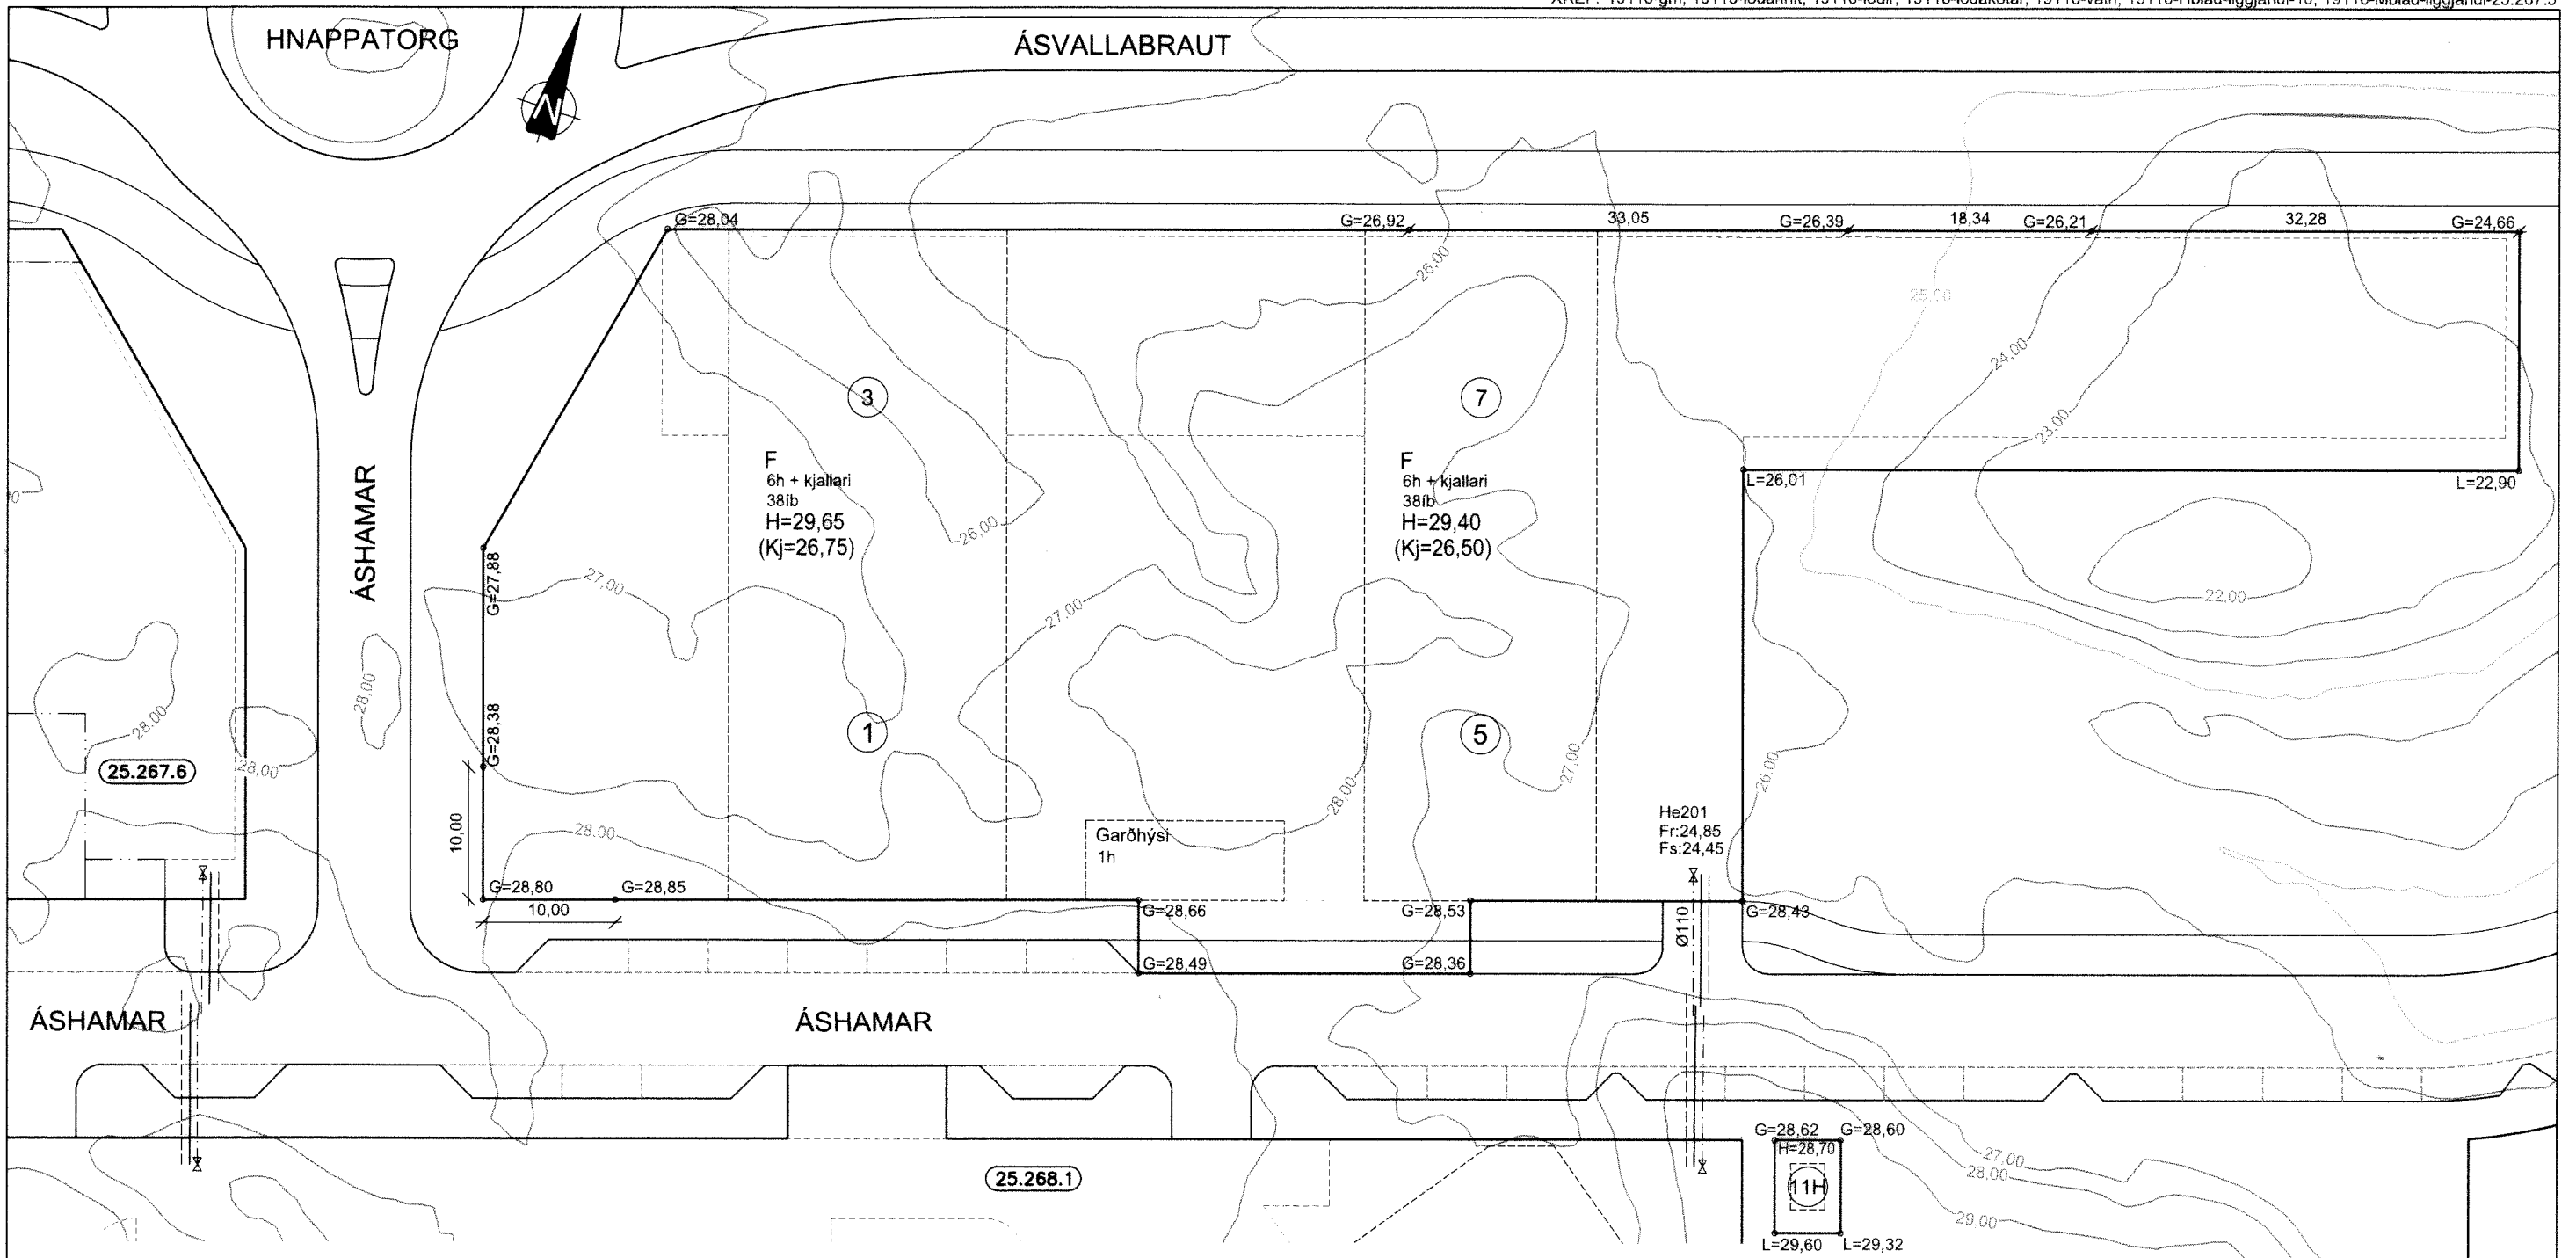 HNAPPATORG
ÁSVALLABRAUT
N
G=28,04
G=26,92
33,05
G=26,39
18,34
G=26,21
32,28
G=24,66
26,00
25,00
24,00
23,00
3
7
F
6h + kjallari
38íb
H=29,65
(Kj=26,75)
F
6h + kjallari
38íb
H=29,40
(Kj=26,50)
L=26,01
L=22,90
26,00
ÁSHAMAR
G=27,88
27,00
27,00
22,00
28,00
28,00
G=28,38
1
5
25.267.6
28,00
27,00
26,00
28,00
10,00
28,00
Garðhýsi
1h
He201
Fr:24,85
Fs:24,45
G=28,80
G=28,85
10,00
G=28,66
G=28,53
Ø110
G=28,43
G=28,49
G=28,36
ÁSHAMAR
ÁSHAMAR
25.268.1
G=28,62
G=28,60
H=28,70
11H
27,00
28,00
29,00
L=29,60
L=29,32